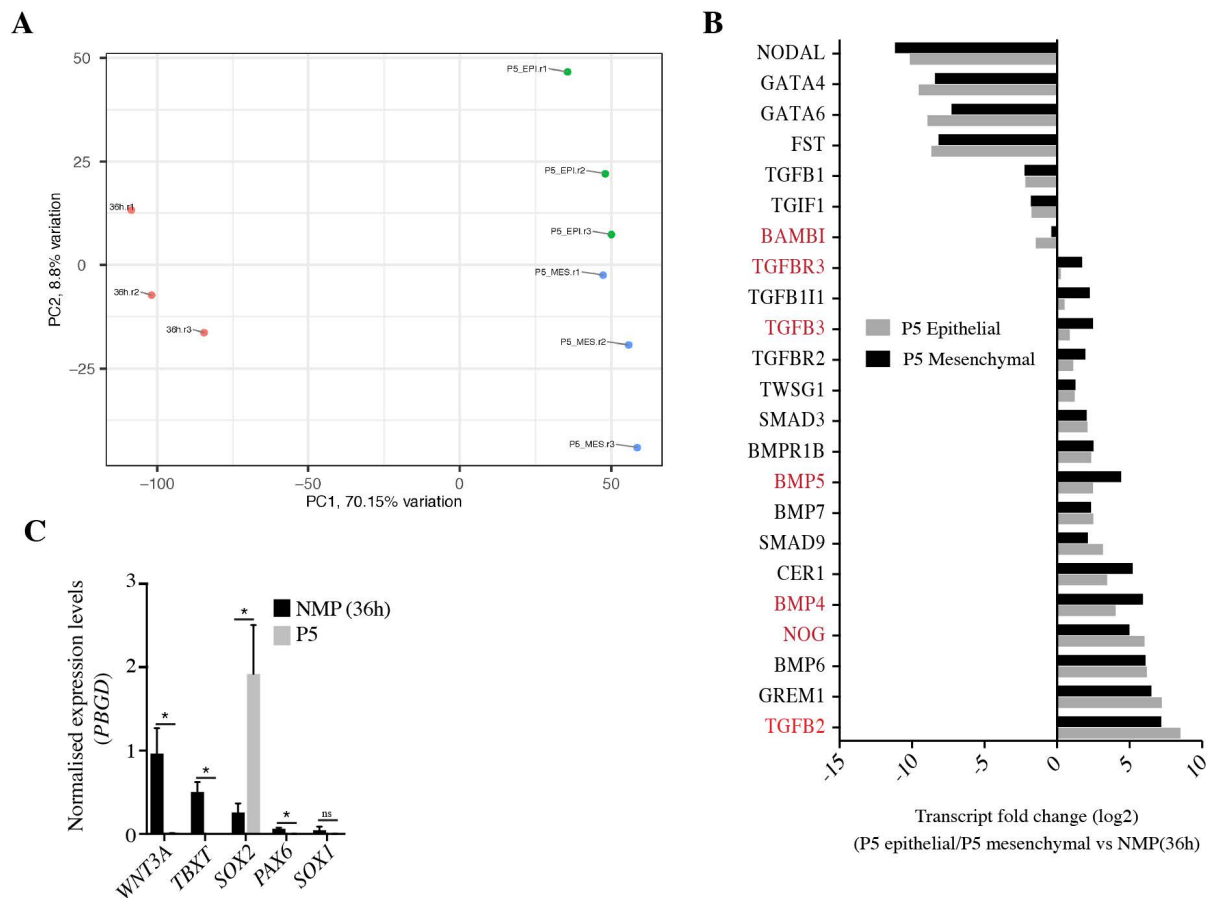 A
50
25
0
−25
PC2, 8.8% variation
P5_EPI.r1
P5_EPI.r2
P5_EPI.r3
P5_MES.r1
P5_MES.r2
P5_MES.r3
36h.r1
36h.r2
36h.r3
−100
−50
0
50
PC1, 70.15% variation
B
NODAL
GATA4
GATA6
FST
TGFB1
TGIF1
BAMBI
TGFBR3
TGFB1I1
TGFB3
TGFBR2
TWSG1
SMAD3
BMPR1B
BMP5
BMP7
SMAD9
CER1
BMP4
NOG
BMP6
GREM1
TGFB2
P5 Epithelial
P5 Mesenchymal
-15
-10
-5
0
5
10
Transcript fold change (log2)
(P5 epithelial/P5 mesenchymal vs NMP(36h)
C
Normalised expression levels
(PBGD)
3
2
1
0
NMP (36h)
P5
*
*
*
*
ns
WNT3A
TBXT
SOX2
PAX6
SOX1